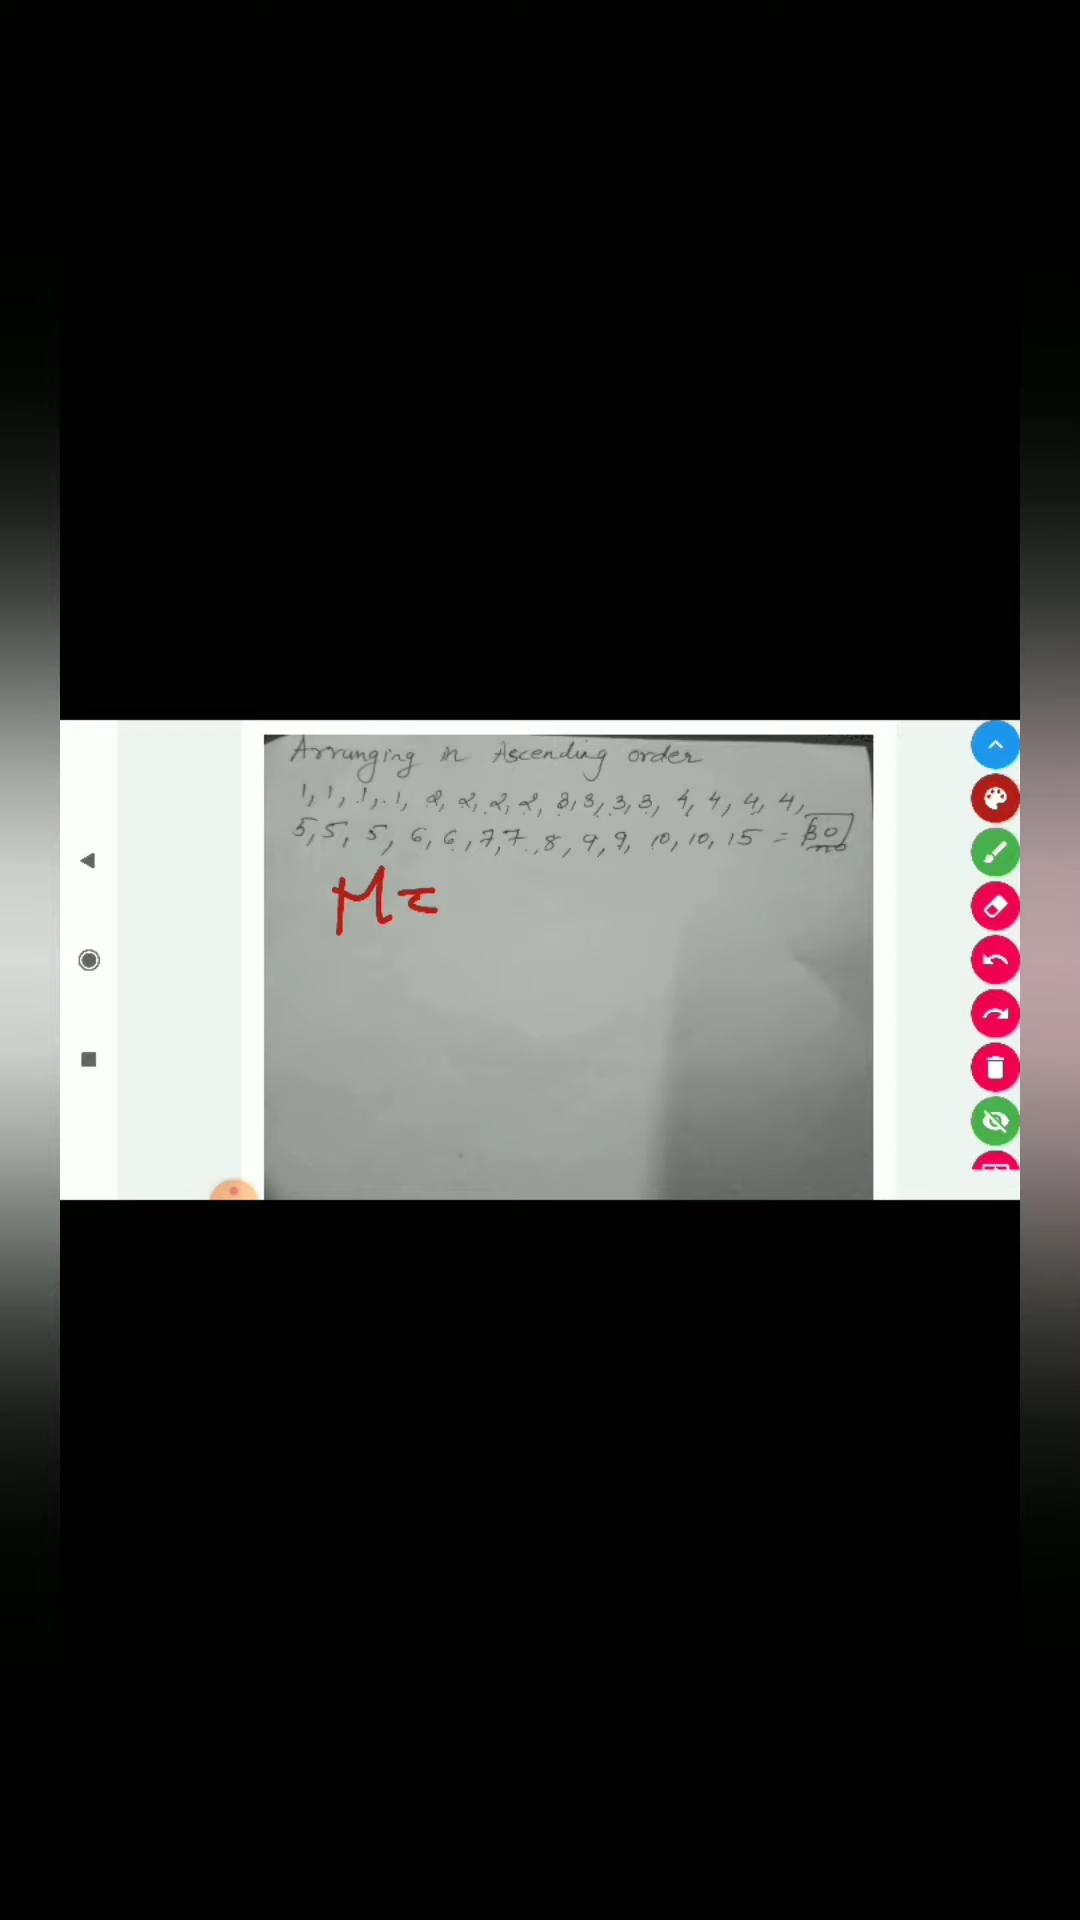 Arranging in Ascending order
1, 1, 1, 1, 2, 2, 2, 2, 3, 3, 3, 3, 4, 4, 4, 4,
5, 5, 5, 6, 6, 7, 7, 8, 9, 9, 10, 10, 15 = 30
no
M=